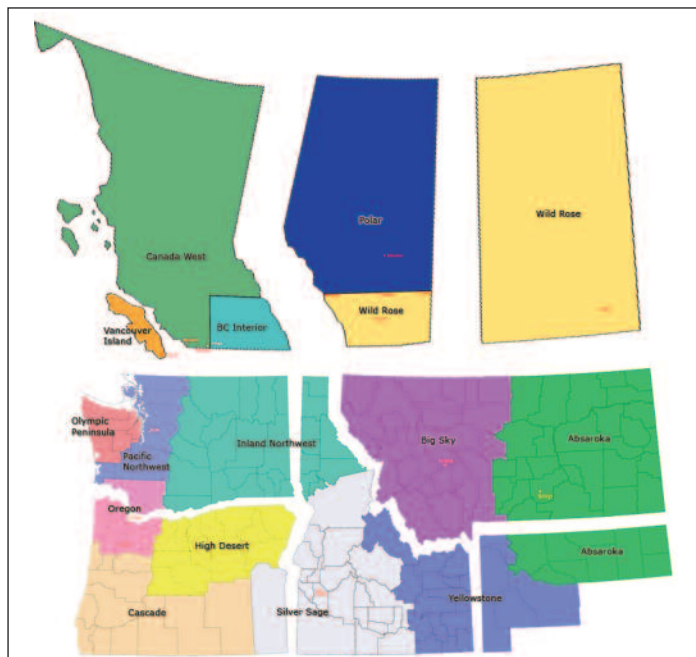 Polar
Wild Rose
Canada West
Wild Rose
BC Interior
Vancouver
Island
Olympic
Peninsula
Inland Northwest
Big Sky
Absaroka
Pacific
Northwest
Oregon
High Desert
Absaroka
Yellowstone
Cascade
Silver Sage